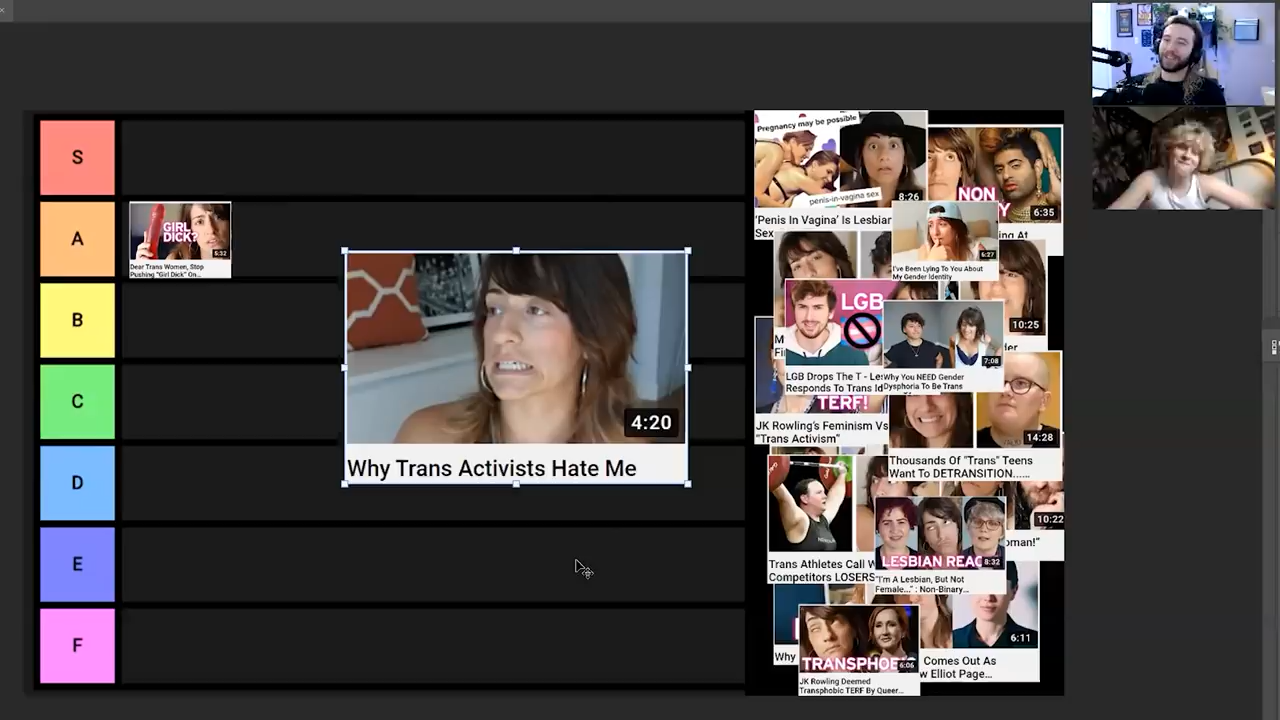 S
A
B
C
D
E
F
GIRL
DICK?
5:32
Dear Trans Women, Stop
Pushing "Girl Dick" On...
4:20
Why Trans Activists Hate Me
Pregnancy may be possible
penis-in-vagina sex
8:26
'Penis In Vagina' Is Lesbian
Sex
NON
6:35
6:27
I've Been Lying To You About
My Gender Identity
10:25
LGB
LGB Drops The T - Le
Responds To Trans Id
7:08
Why You NEED Gender
Dysphoria To Be Trans
TERF!
JK Rowling's Feminism Vs
"Trans Activism"
14:28
Thousands Of "Trans" Teens
Want To DETRANSITION......
10:22
oman!"
Trans Athletes Call W
Competitors LOSERS
LESBIAN REAC
8:32
"I'm A Lesbian, But Not
Female..." : Non-Binary...
6:11
Why
Comes Out As
w Elliot Page...
TRANSPHOB
6:06
JK Rowling Deemed
Transphobic TERF By Queer...